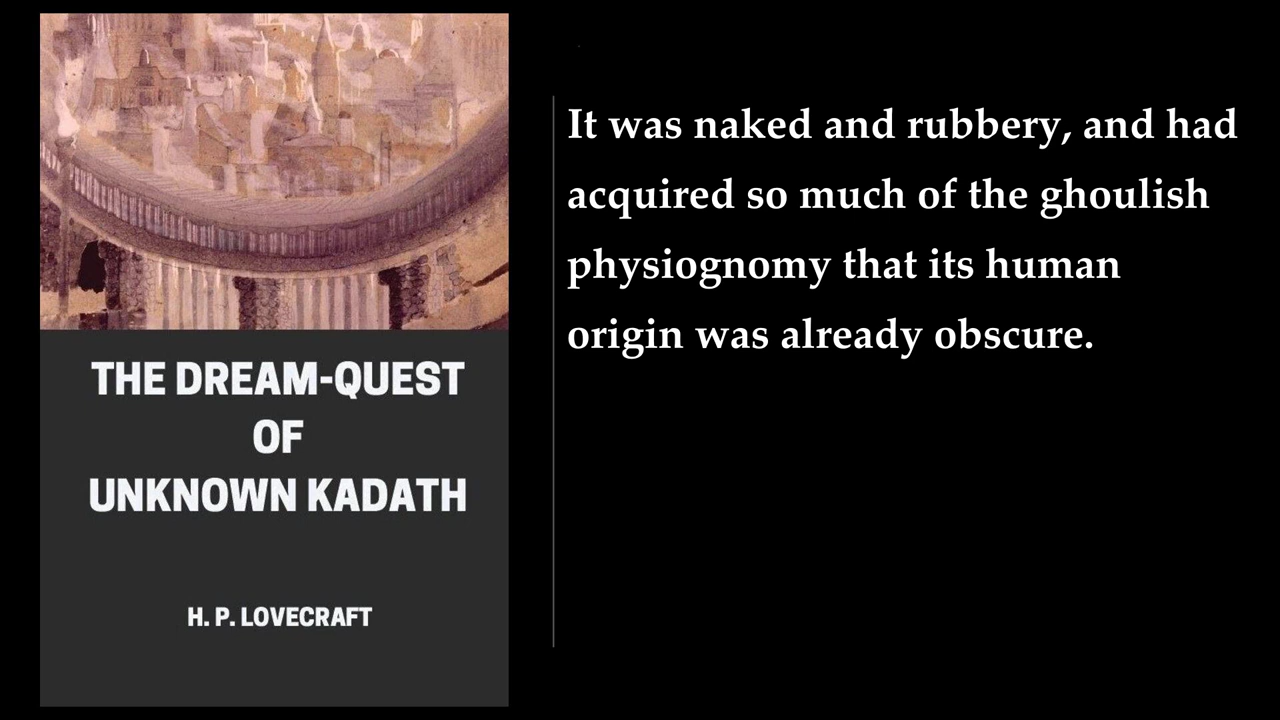 THE DREAM-QUEST
OF
UNKNOWN KADATH
H. P. LOVECRAFT
It was naked and rubbery, and had
acquired so much of the ghoulish
physiognomy that its human
origin was already obscure.